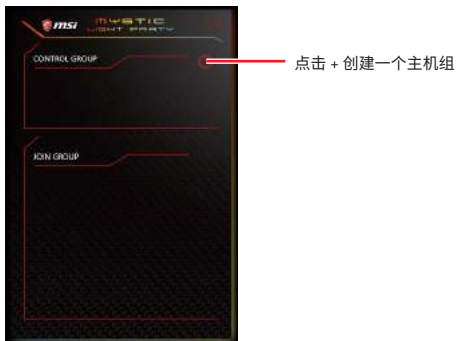 msi MYSTIC
LIGHT PARTY
CONTROL GROUP
点击 + 创建一个主机组
JOIN GROUP